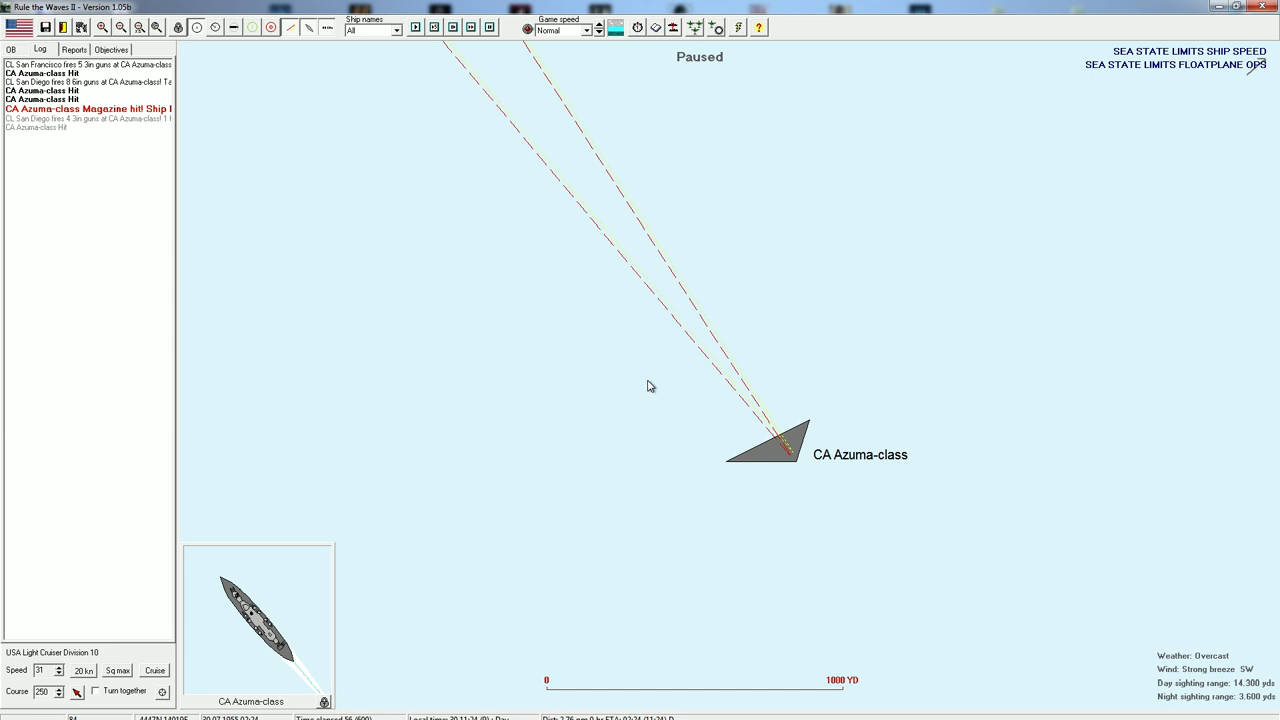 Rule the Waves II - Version 1.05b
Ship names
All
Game speed
Normal
OB
Log
Reports
Objectives
Paused
SEA STATE LIMITS SHIP SPEED
SEA STATE LIMITS FLOATPLANE OPS
CL San Francisco fires 5 3in guns at CA Azuma-class
CA Azuma-class Hit
CL San Diego fires 8 6in guns at CA Azuma-class! Ta
CA Azuma-class Hit
CA Azuma-class Hit
CA Azuma-class Magazine hit! Ship
CL San Diego fires 4 3in guns at CA Azuma-class! 1
CA Azuma-class Hit
CA Azuma-class
USA Light Cruiser Division 10
Speed 31 20 kn Sq max Cruise
Course 250 Turn together
CA Azuma-class
0
1000 YD
Weather: Overcast
Wind: Strong breeze SW
Day sighting range: 14.300 yds
Night sighting range: 3.600 yds